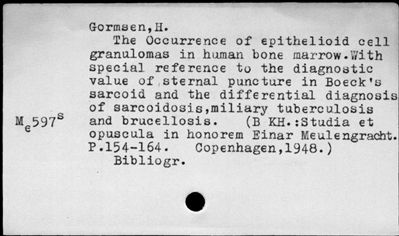 Gormsen,H.
The Occurrence of epithelioid cell
granulomas in human bone marrow.With
special reference to the diagnostic
value of sternal puncture in Boeck's
sarcoid and the differential diagnosis
of sarcoidosis,miliary tuberculosis
Me597s and brucellosis. (B KH.:Studia et
opuscula in honorem Einar Meulengracht.
P.154-164. Copenhagen,1948.)
Bibliogr.